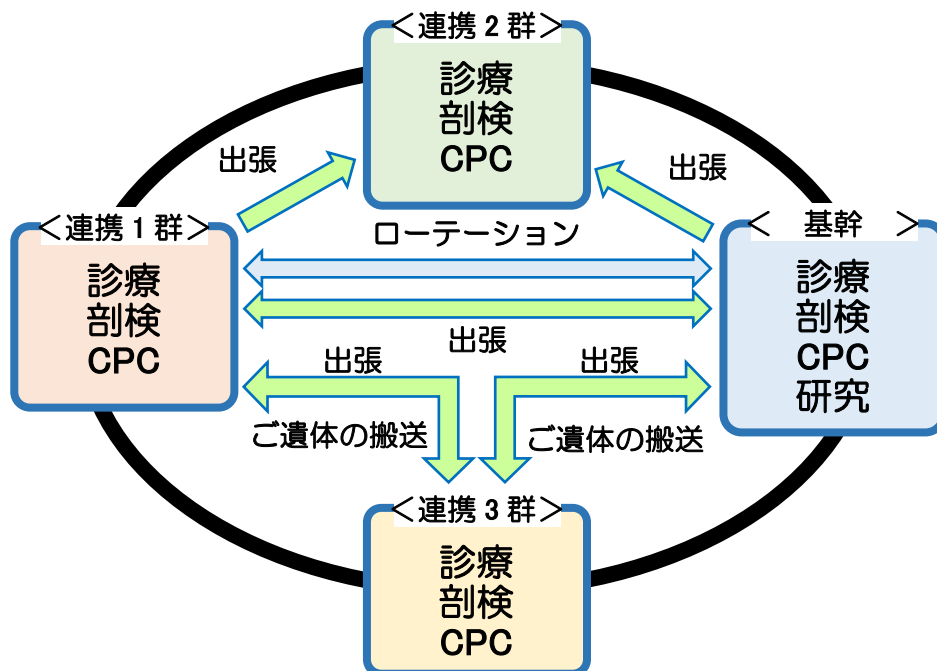 ＜連携２群＞
診療
剖検
CPC
出張
出張
＜連携１群＞
診療
剖検
CPC
ローテーション
出張
＜　基幹　＞
診療
剖検
CPC
研究
出張
出張
ご遺体の搬送
ご遺体の搬送
＜連携３群＞
診療
剖検
CPC